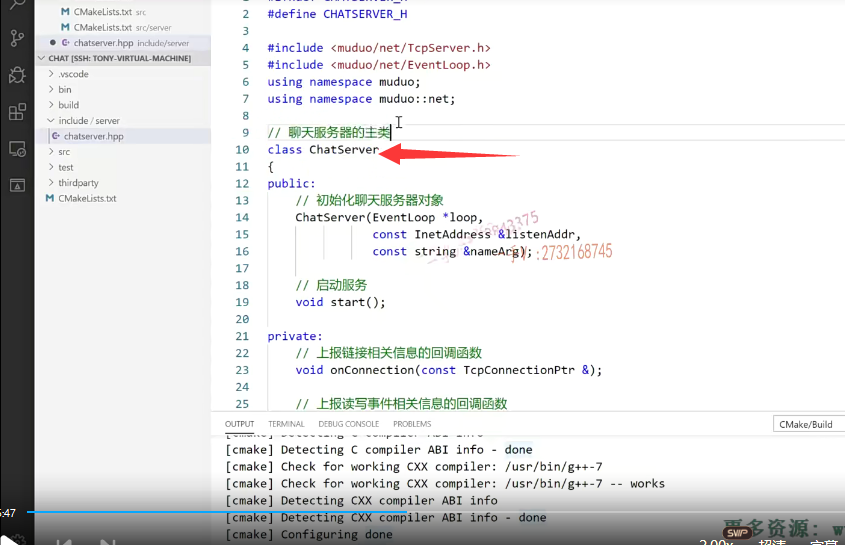 CMakeLists.txt src
CMakeLists.txt src/server
chatserver.hpp include/server
CHAT [SSH: TONY-VIRTUAL-MACHINE]
.vscode
bin
build
include / server
chatserver.hpp
src
test
thirdparty
CMakeLists.txt
2 #define CHATSERVER_H
3
4 #include <muduo/net/TcpServer.h>
5 #include <muduo/net/EventLoop.h>
6 using namespace muduo;
7 using namespace muduo::net;
8
9 // 聊天服务器的主类
10 class ChatServer
11 {
12 public:
13 // 初始化聊天服务器对象
14 ChatServer(EventLoop *loop,
15 const InetAddress &listenAddr,
16 const string &nameArg);
17
18 // 启动服务
19 void start();
20
21 private:
22 // 上报链接相关信息的回调函数
23 void onConnection(const TcpConnectionPtr &);
24
25 // 上报读写事件相关信息的回调函数
:2732168745
OUTPUT TERMINAL DEBUG CONSOLE PROBLEMS CMake/Build
[cmake] Detecting C compiler ABI info
[cmake] Detecting C compiler ABI info - done
[cmake] Check for working CXX compiler: /usr/bin/g++-7
[cmake] Check for working CXX compiler: /usr/bin/g++-7 -- works
[cmake] Detecting CXX compiler ABI info
[cmake] Detecting CXX compiler ABI info - done
[cmake] Configuring done
:47
更多资源: w
SVIP
2.00x 超清 字幕